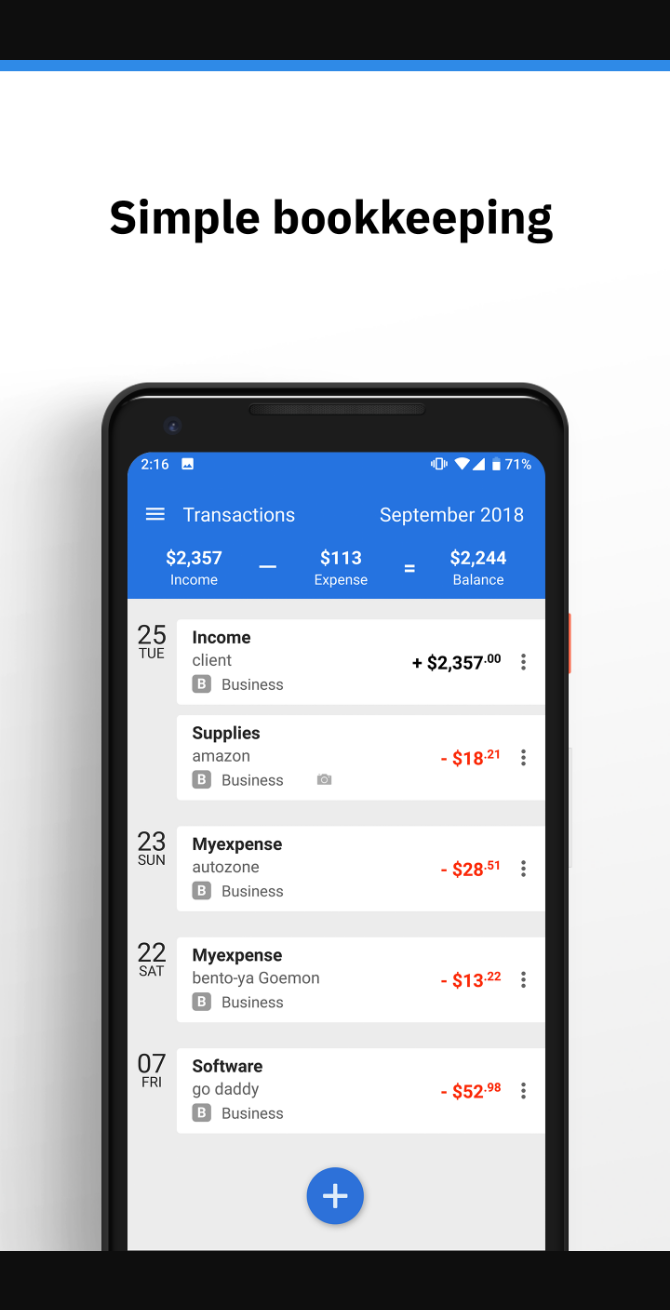 Simple bookkeeping
2:16 71%
Transactions September 2018
$2,357 — $113 = $2,244
Income Expense Balance
25
TUE
Income
client
+ $2,357.00
B Business
Supplies
amazon
- $18.21
B Business
23
SUN
Myexpense
autozone
- $28.51
B Business
22
SAT
Myexpense
bento-ya Goemon
- $13.22
B Business
07
FRI
Software
go daddy
- $52.98
B Business
+